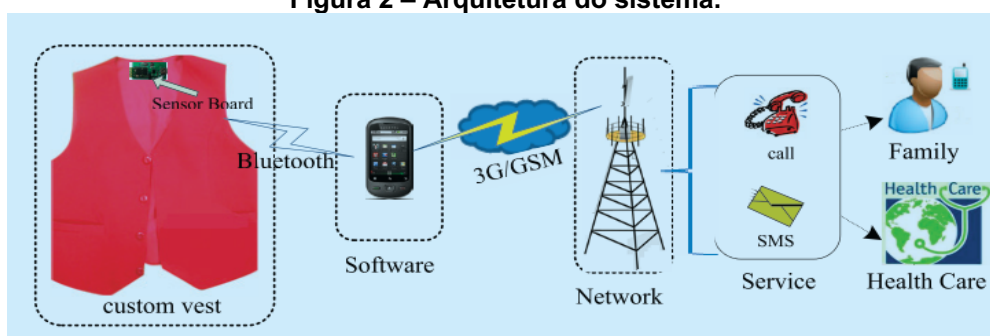 Figura 2 – Arquitetura do sistema.
Sensor Board
Bluetooth
custom vest
Software
3G/GSM
Network
call
SMS
Service
Family
Health Care
Health Care